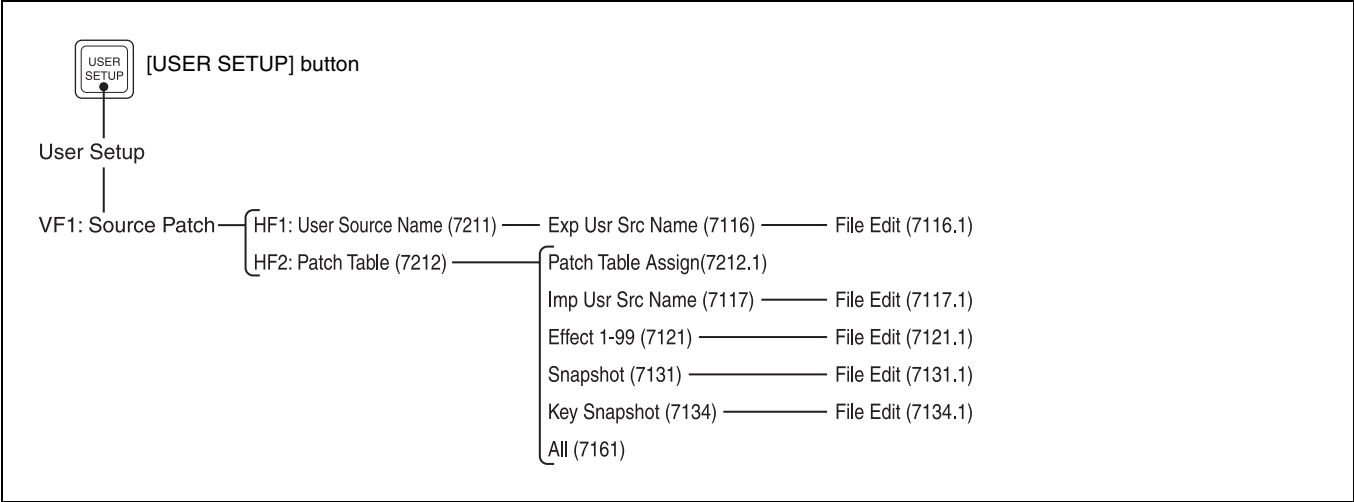 USER
SETUP
[USER SETUP] button
User Setup
VF1: Source Patch
HF1: User Source Name (7211)
Exp Usr Src Name (7116)
File Edit (7116.1)
HF2: Patch Table (7212)
Patch Table Assign(7212.1)
Imp Usr Src Name (7117)
File Edit (7117.1)
Effect 1-99 (7121)
File Edit (7121.1)
Snapshot (7131)
File Edit (7131.1)
Key Snapshot (7134)
File Edit (7134.1)
All (7161)